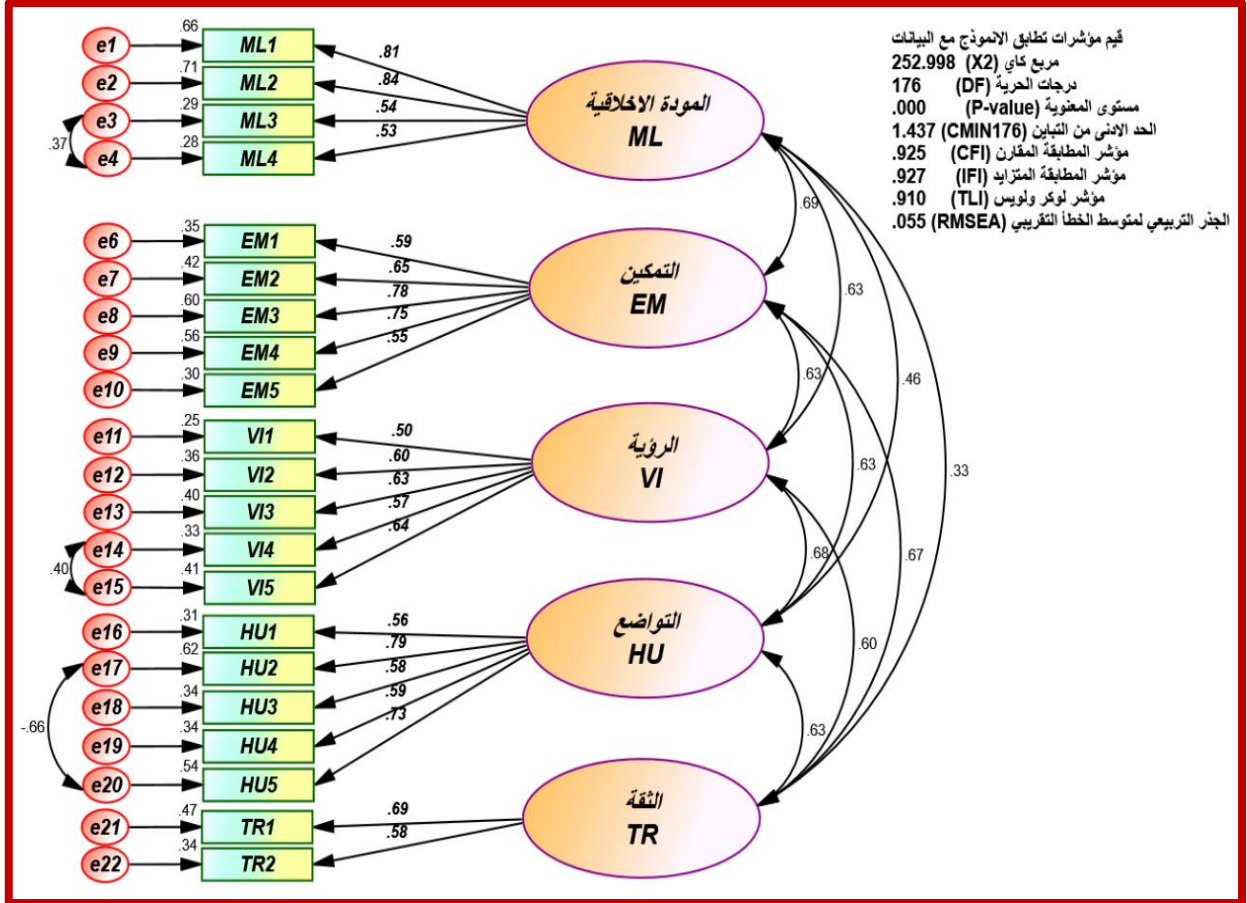 قيم مؤشرات تطابق الانموذج مع البيانات
مربع كاي (X2) 252.998
درجات الحرية (DF) 176
مستوى المعنوية (P-value) .000
الحد الادنى من التباين (CMIN176) 1.437
مؤشر المطابقة المقارن (CFI) .925
مؤشر المطابقة المتزايد (IFI) .927
مؤشر لوكر ولويس (TLI) .910
الجذر التربيعي لمتوسط الخطأ التقريبي (RMSEA) .055
e1 .66 ML1 .81
e2 .71 ML2 .84
e3 .29 ML3 .54
e4 .28 ML4 .53
.37
المودة الاخلاقية
ML
e6 .35 EM1 .59
e7 .42 EM2 .65
e8 .60 EM3 .78
e9 .56 EM4 .75
e10 .30 EM5 .55
التمكين
EM
e11 .25 VI1 .50
e12 .36 VI2 .60
e13 .40 VI3 .63
e14 .33 VI4 .57
e15 .41 VI5 .64
.40
الرؤية
VI
e16 .31 HU1 .56
e17 .62 HU2 .79
e18 .34 HU3 .58
e19 .34 HU4 .59
e20 .54 HU5 .73
-.66
التواضع
HU
e21 .47 TR1 .69
e22 .34 TR2 .58
الثقة
TR
.69
.63
.63
.46
.63
.33
.68
.67
.60
.63